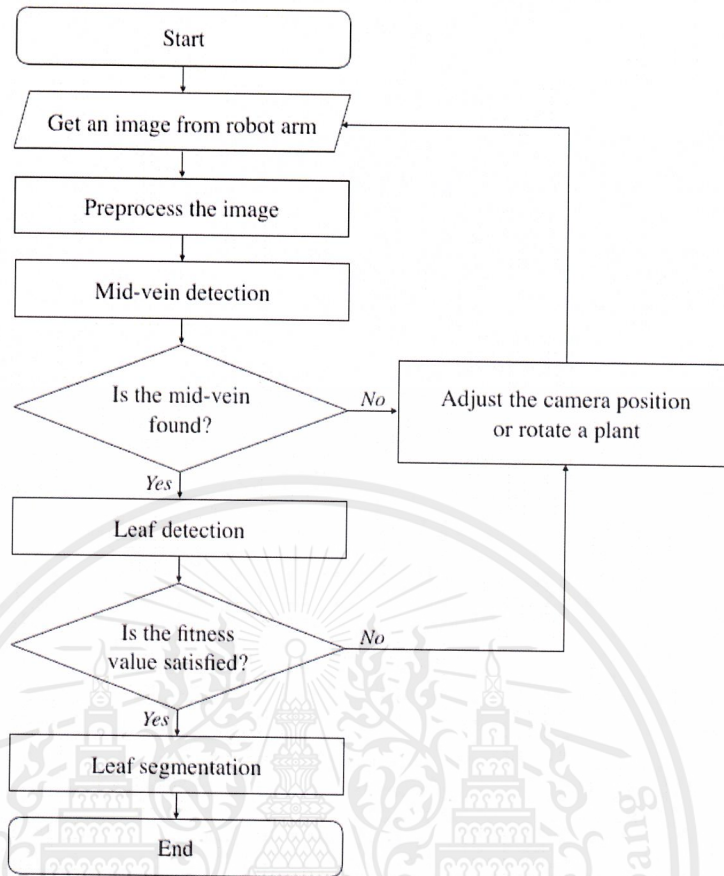 Start
Get an image from robot arm
Preprocess the image
Mid-vein detection
Is the mid-vein
found?
No
Adjust the camera position
or rotate a plant
Yes
Leaf detection
Is the fitness
value satisfied?
No
Yes
Leaf segmentation
End